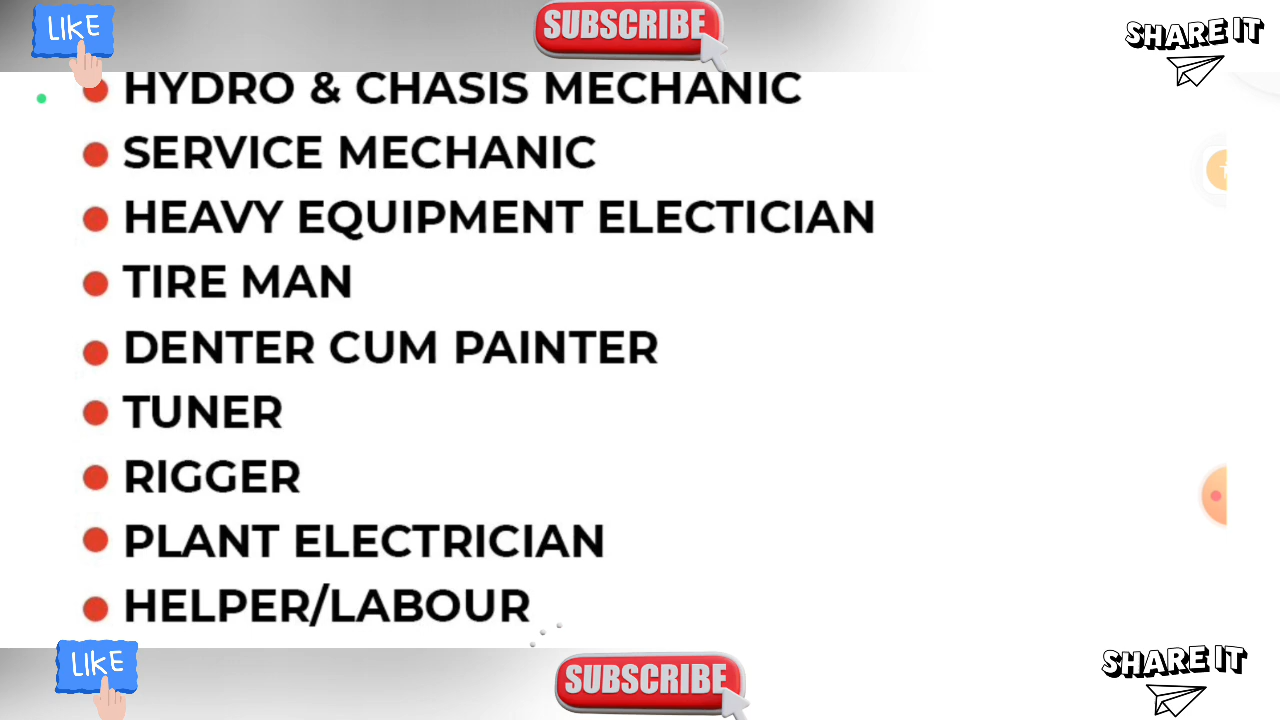 LIKE
SUBSCRIBE
SHARE IT
HYDRO & CHASIS MECHANIC
SERVICE MECHANIC
HEAVY EQUIPMENT ELECTICIAN
TIRE MAN
DENTER CUM PAINTER
TUNER
RIGGER
PLANT ELECTRICIAN
HELPER/LABOUR
LIKE
SUBSCRIBE
SHARE IT